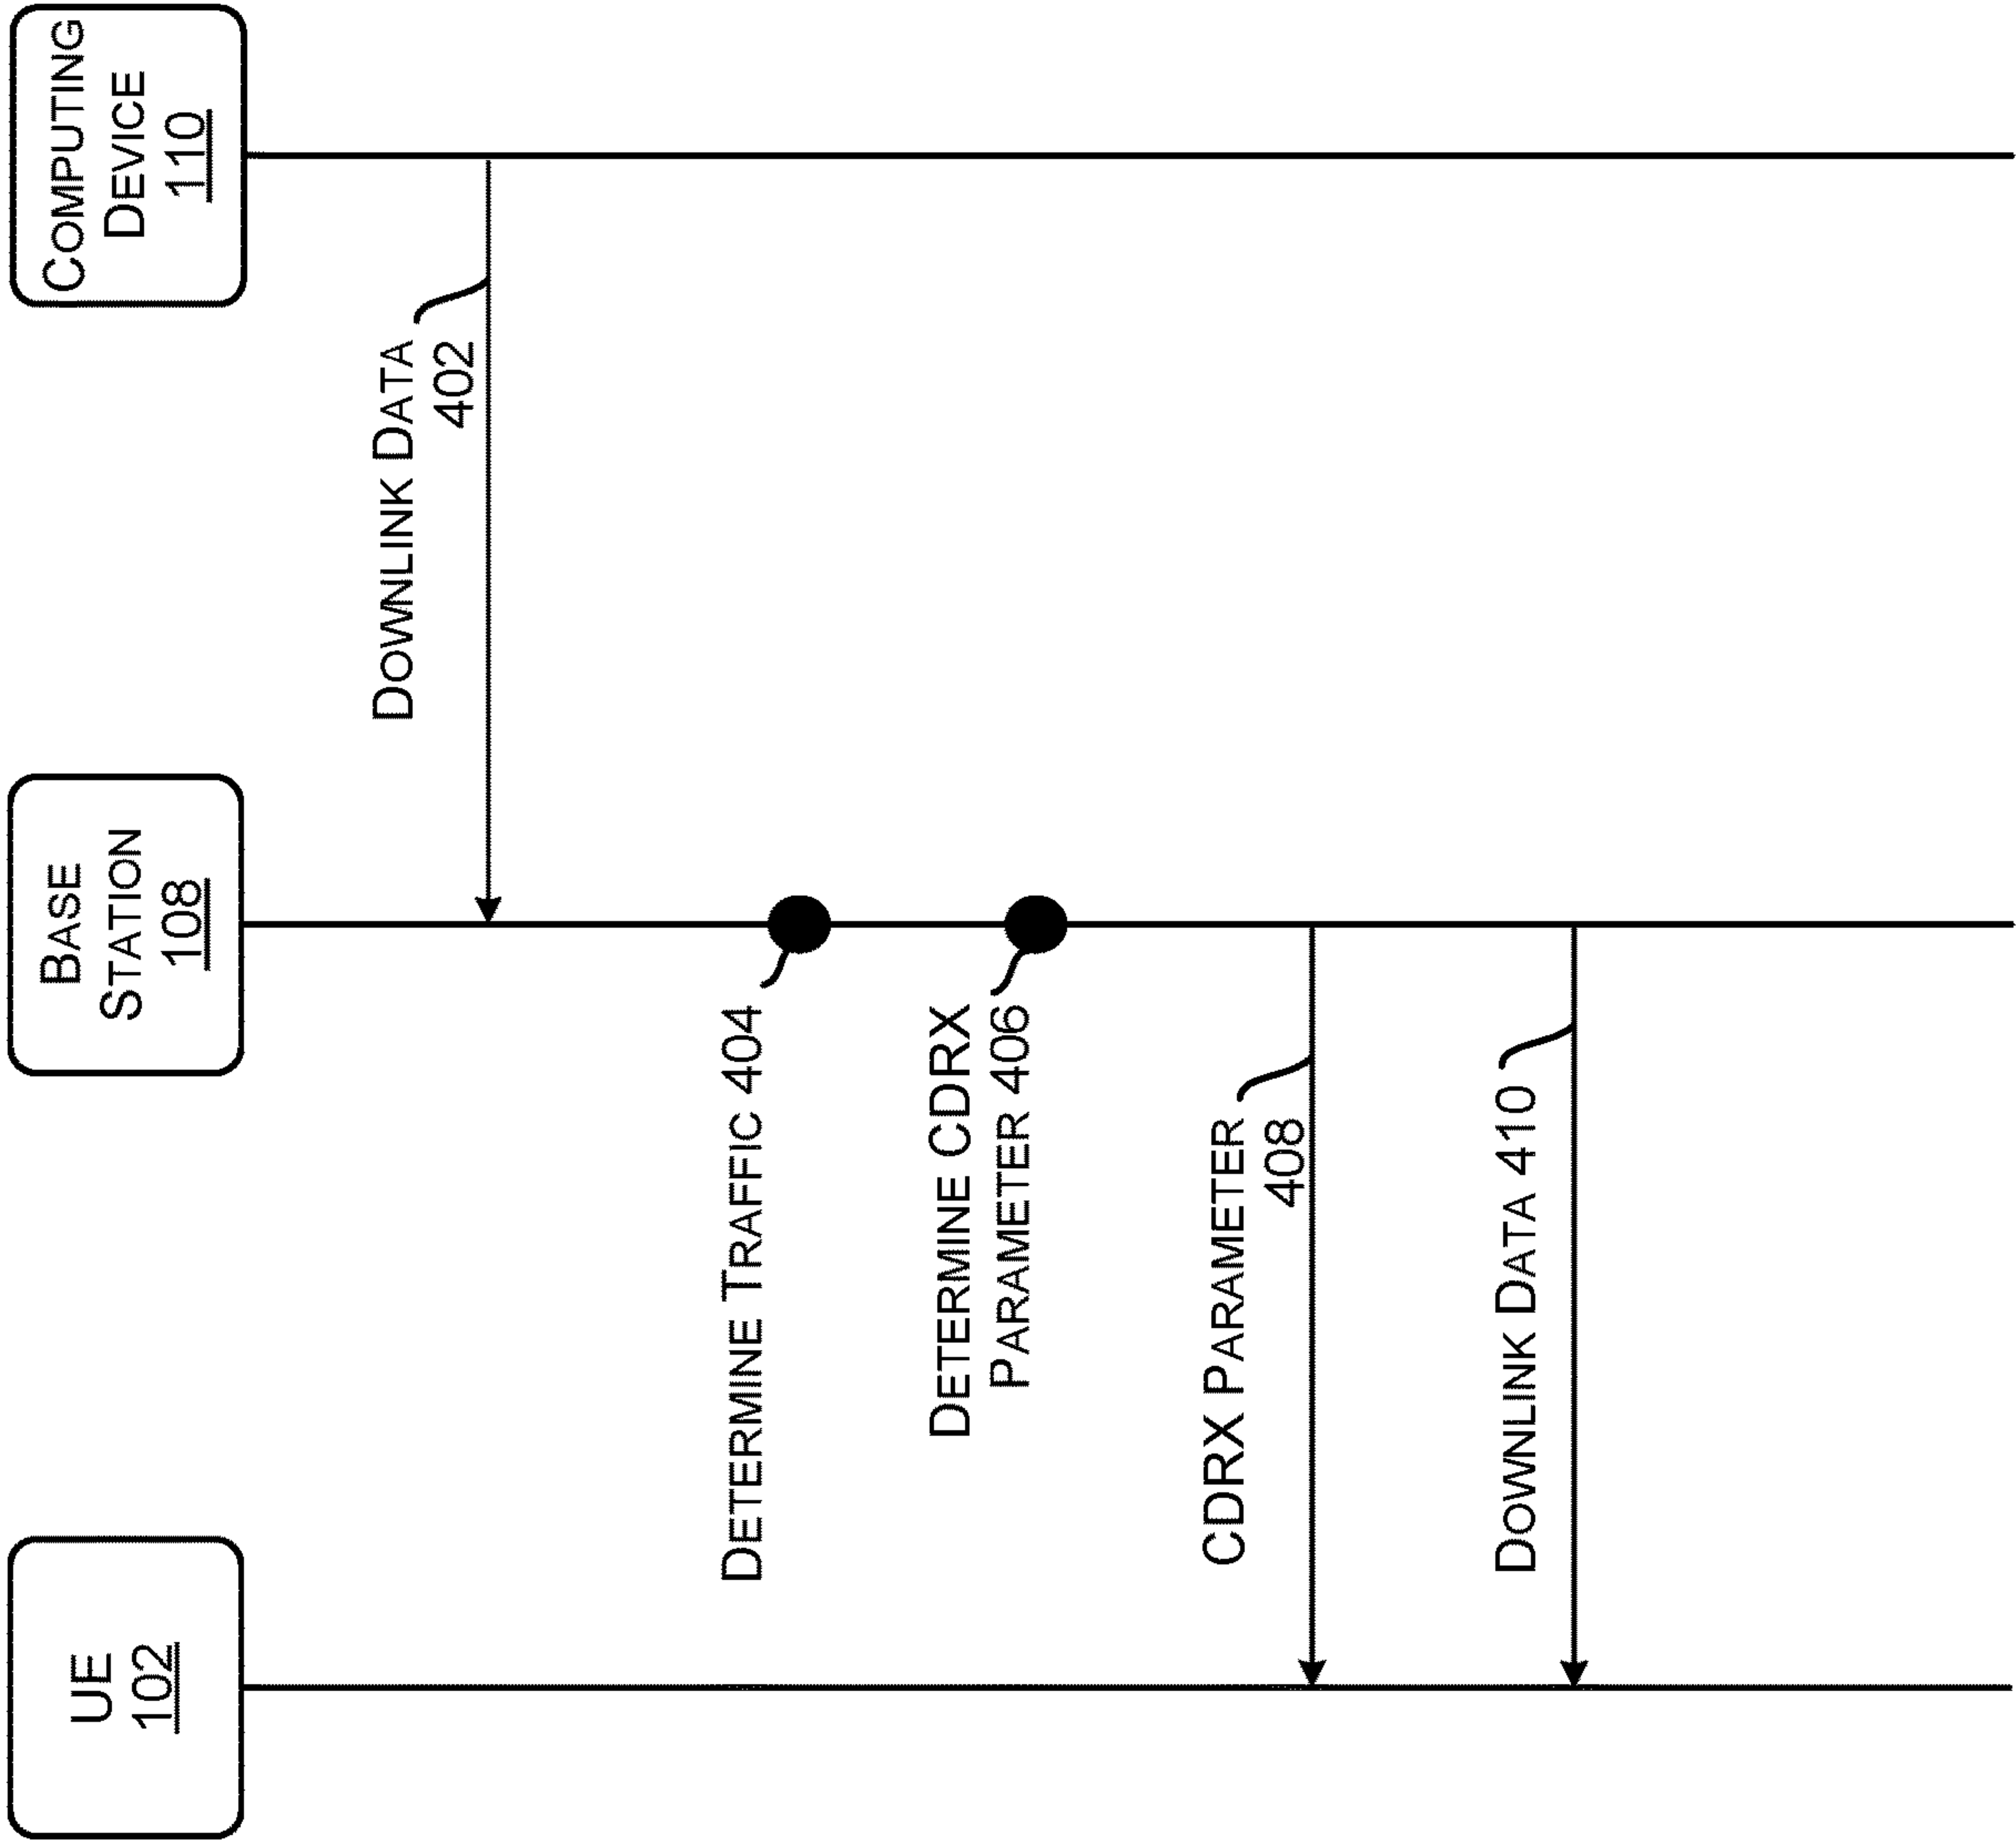 UE
102
BASE
STATION
108
COMPUTING
DEVICE
110
DOWNLINK DATA
402
DETERMINE TRAFFIC 404
DETERMINE CDRX
PARAMETER 406
CDRX PARAMETER
408
DOWNLINK DATA 410